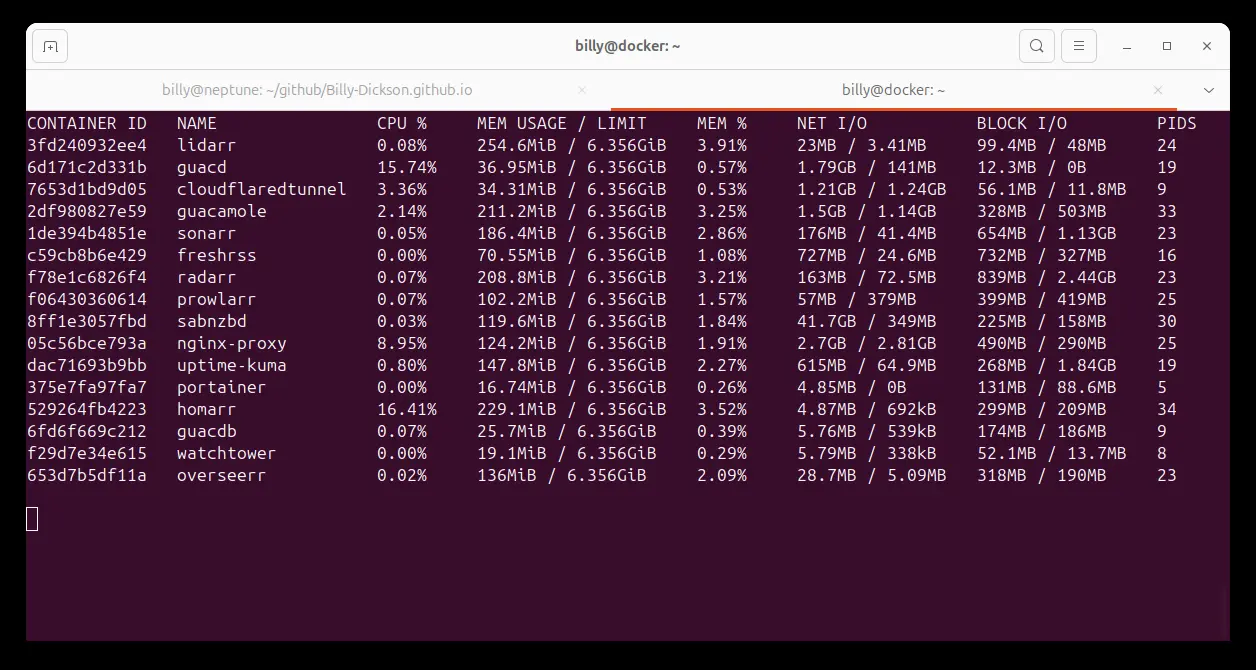 billy@docker: ~
billy@neptune: ~/github/Billy-Dickson.github.io × billy@docker: ~ ×
CONTAINER ID NAME CPU % MEM USAGE / LIMIT MEM % NET I/O BLOCK I/O PIDS
3fd240932ee4 lidarr 0.08% 254.6MiB / 6.356GiB 3.91% 23MB / 3.41MB 99.4MB / 48MB 24
6d171c2d331b guacd 15.74% 36.95MiB / 6.356GiB 0.57% 1.79GB / 141MB 12.3MB / 0B 19
7653d1bd9d05 cloudflaredtunnel 3.36% 34.31MiB / 6.356GiB 0.53% 1.21GB / 1.24GB 56.1MB / 11.8MB 9
2df980827e59 guacamole 2.14% 211.2MiB / 6.356GiB 3.25% 1.5GB / 1.14GB 328MB / 503MB 33
1de394b4851e sonarr 0.05% 186.4MiB / 6.356GiB 2.86% 176MB / 41.4MB 654MB / 1.13GB 23
c59cb8b6e429 freshrss 0.00% 70.55MiB / 6.356GiB 1.08% 727MB / 24.6MB 732MB / 327MB 16
f78e1c6826f4 radarr 0.07% 208.8MiB / 6.356GiB 3.21% 163MB / 72.5MB 839MB / 2.44GB 23
f06430360614 prowlarr 0.07% 102.2MiB / 6.356GiB 1.57% 57MB / 379MB 399MB / 419MB 25
8ff1e3057fbd sabnzbd 0.03% 119.6MiB / 6.356GiB 1.84% 41.7GB / 349MB 225MB / 158MB 30
05c56bce793a nginx-proxy 8.95% 124.2MiB / 6.356GiB 1.91% 2.7GB / 2.81GB 490MB / 290MB 25
dac71693b9bb uptime-kuma 0.80% 147.8MiB / 6.356GiB 2.27% 615MB / 64.9MB 268MB / 1.84GB 19
375e7fa97fa7 portainer 0.00% 16.74MiB / 6.356GiB 0.26% 4.85MB / 0B 131MB / 88.6MB 5
529264fb4223 homarr 16.41% 229.1MiB / 6.356GiB 3.52% 4.87MB / 692kB 299MB / 209MB 34
6fd6f669c212 guacdb 0.07% 25.7MiB / 6.356GiB 0.39% 5.76MB / 539kB 174MB / 186MB 9
f29d7e34e615 watchtower 0.00% 19.1MiB / 6.356GiB 0.29% 5.79MB / 338kB 52.1MB / 13.7MB 8
653d7b5df11a overseerr 0.02% 136MiB / 6.356GiB 2.09% 28.7MB / 5.09MB 318MB / 190MB 23